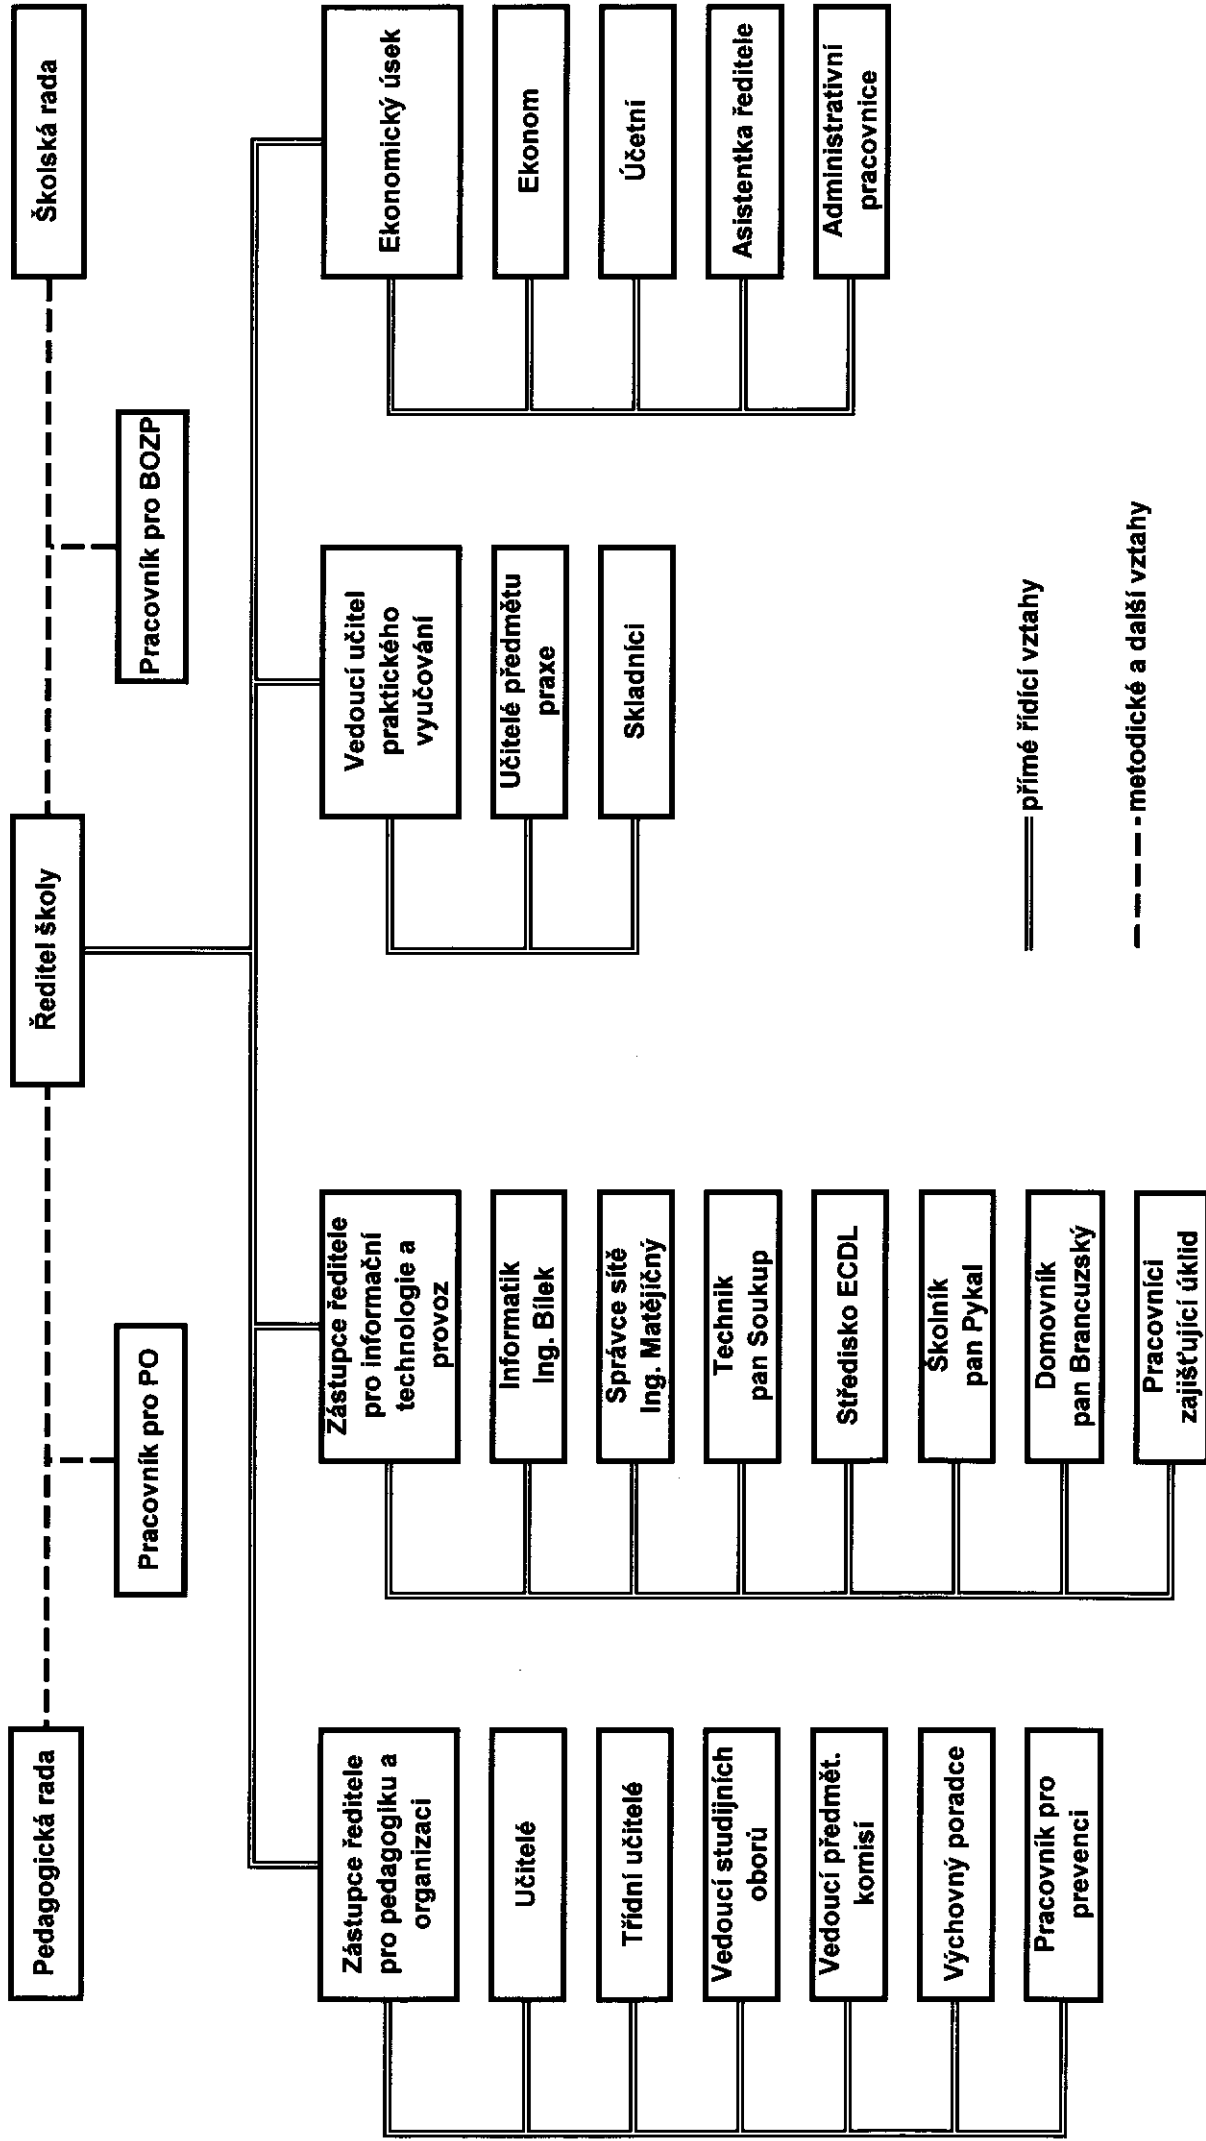 Pedagogická rada
Ředitel školy
Školská rada
Pracovník pro PO
Pracovník pro BOZP
Zástupce ředitele
pro pedagogiku a
organizaci
Učitelé
Třídní učitelé
Vedoucí studijních
oborů
Vedoucí předmět.
komisí
Výchovný poradce
Pracovník pro
prevenci
Zástupce ředitele
pro informační
technologie a
provoz
Informatik
Ing. Bílek
Správce sítě
Ing. Matějíčný
Technik
pan Soukup
Středisko ECDL
Školník
pan Pykal
Domovník
pan Brancuzský
Pracovníci
zajišťující úklid
Vedoucí učitel
praktického
vyučování
Učitelé předmětu
praxe
Skladníci
Ekonomický úsek
Ekonom
Účetní
Asistentka ředitele
Administrativní
pracovnice
přímé řídící vztahy
metodické a další vztahy